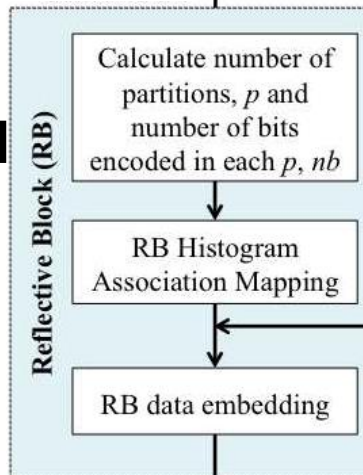 Reflective Block (RB)
Calculate number of
partitions, p and
number of bits
encoded in each p, nb
RB Histogram
Association Mapping
RB data embedding